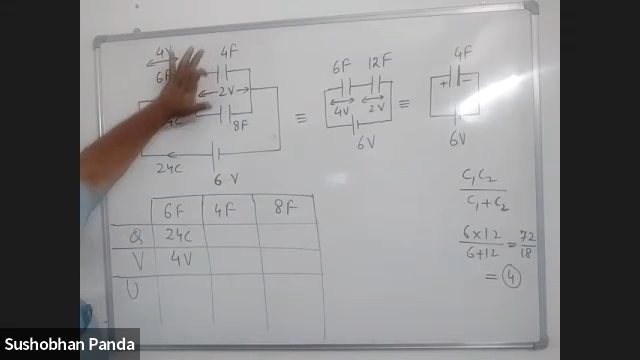 4V
6F
4F
2V
8F
24C
24C
6 V
≡
6F 12F
4V 2V
6V
≡
4F
+ -
6V
6F 4F 8F
Q 24C
V 4V
U
C₁C₂
C₁+C₂
6×12
6+12
= 72
18
= 4
Sushobhan Panda